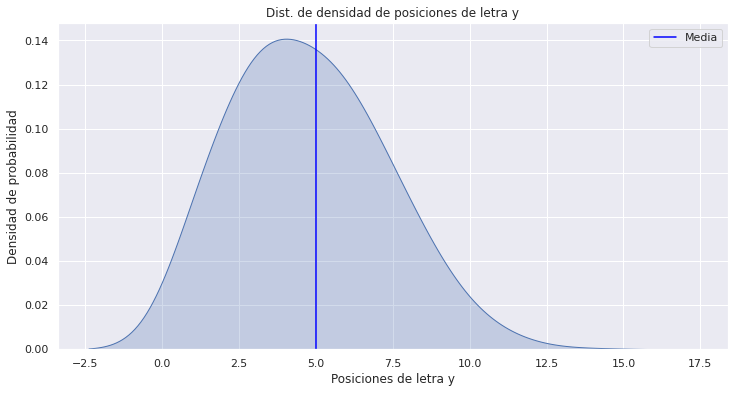 Dist. de densidad de posiciones de letra y
Media
Densidad de probabilidad
0.14
0.12
0.10
0.08
0.06
0.04
0.02
0.00
−2.5 0.0 2.5 5.0 7.5 10.0 12.5 15.0 17.5
Posiciones de letra y